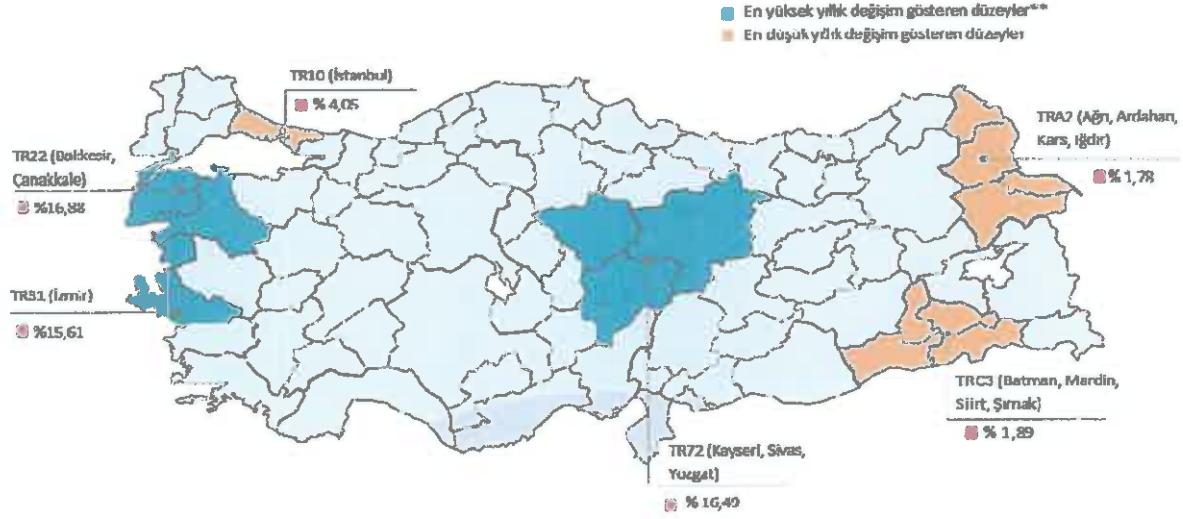 En yüksek yıllık değişim gösteren düzeyler**
En düşük yıllık değişim gösteren düzeyler
TR10 (İstanbul)
% 4,05
TRA2 (Ağrı, Ardahan,
Kars, Iğdır)
% 1,78
TR22 (Balıkesir,
Çanakkale)
%16,88
TR31 (İzmir)
%15,61
TRC3 (Batman, Mardin,
Siirt, Şırnak)
% 1,89
TR72 (Kayseri, Sivas,
Yozgat)
% 16,49